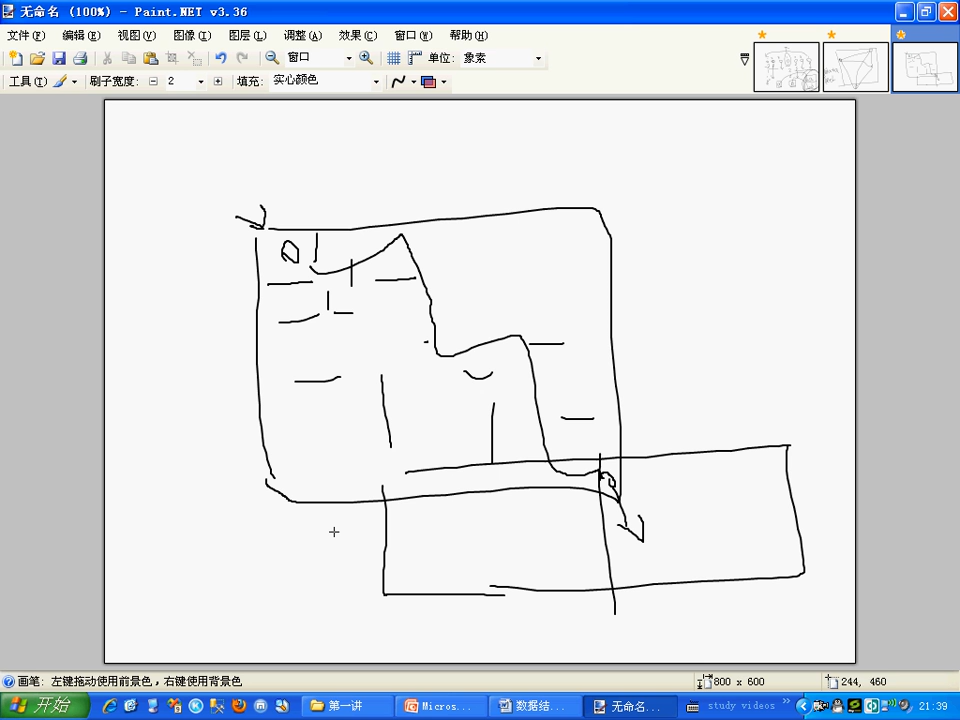 无命名 (100%) - Paint.NET v3.36
文件(F) 编辑(E) 视图(V) 图像(I) 图层(L) 调整(A) 效果(C) 窗口(W) 帮助(H)
窗口 单位: 象素
工具(T) 刷子宽度: 2 填充: 实心颜色
画笔: 左键拖动使用前景色，右键使用背景色 800 x 600 244, 460
开始 第一讲 Micros... 数据结... 无命名... study videos 21:39